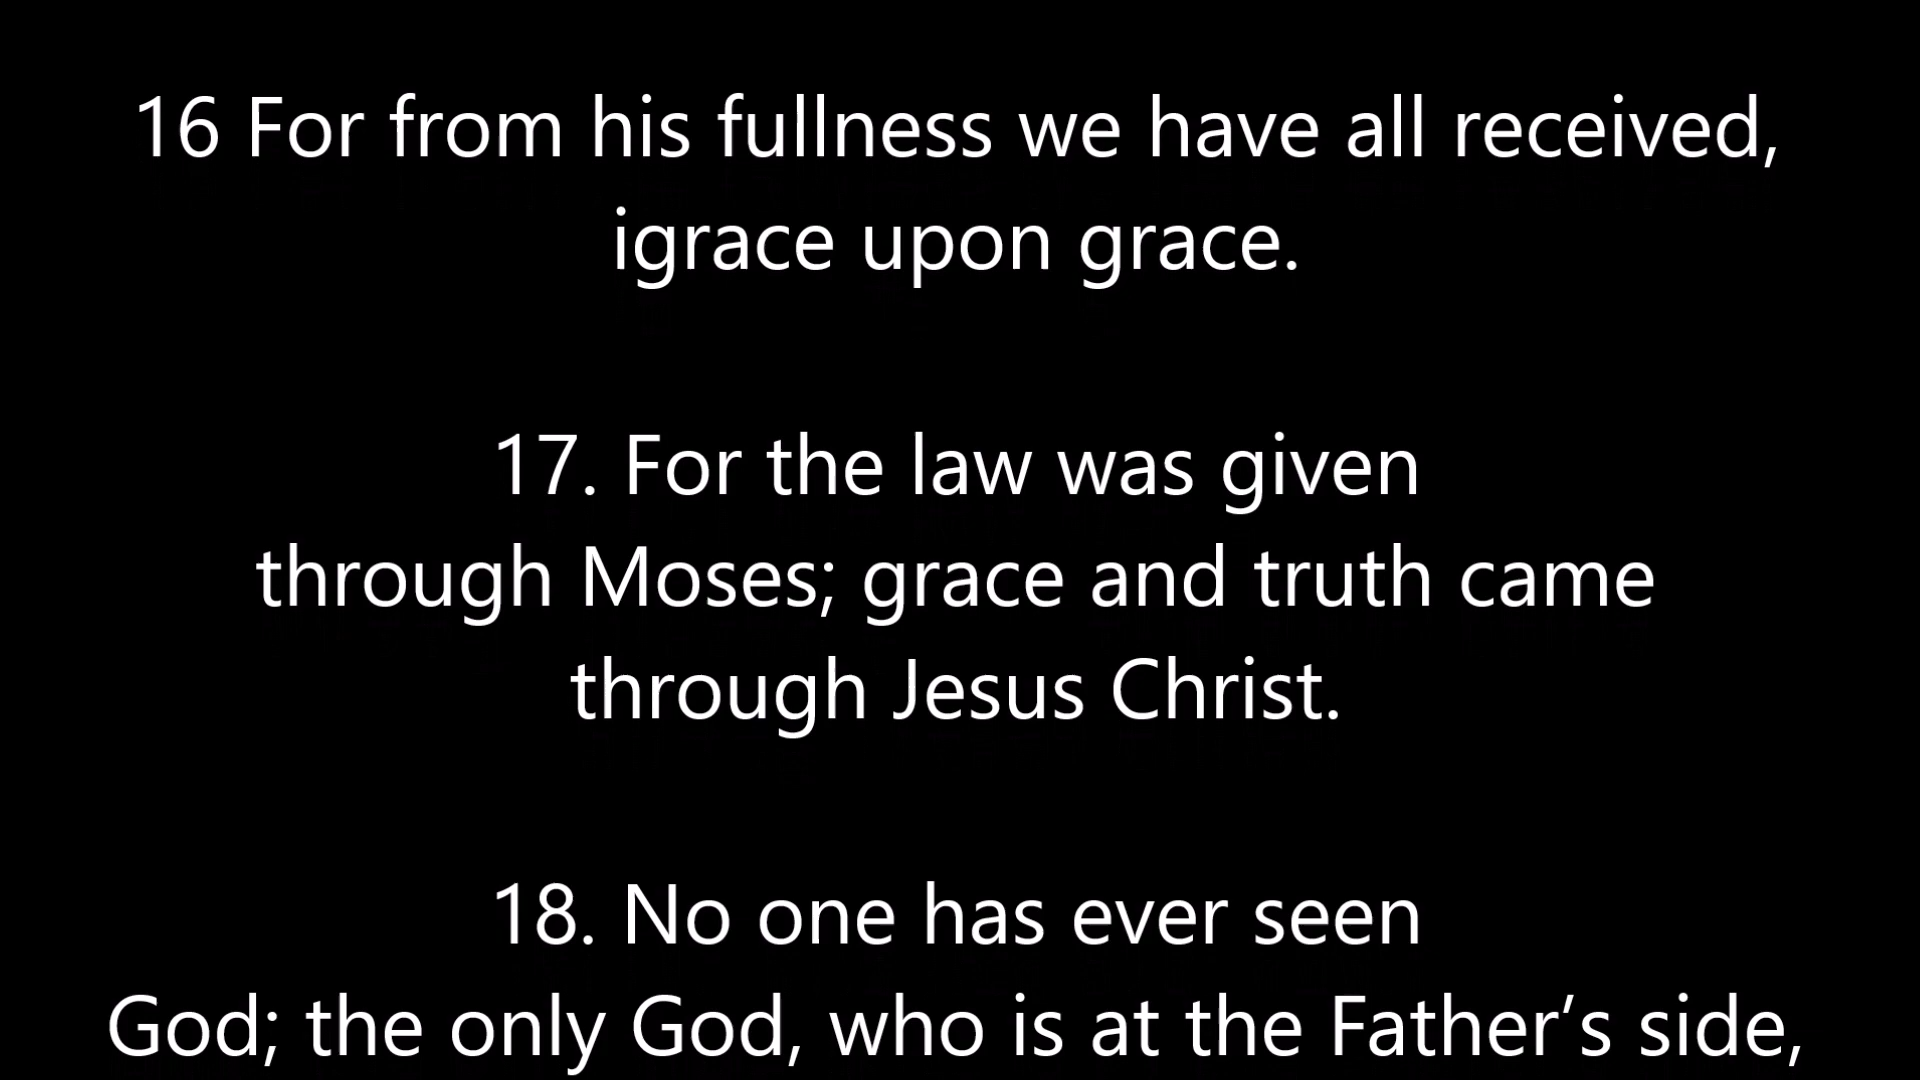 16 For from his fullness we have all received,
igrace upon grace.
17. For the law was given
through Moses; grace and truth came
through Jesus Christ.
18. No one has ever seen
God; the only God, who is at the Father’s side,